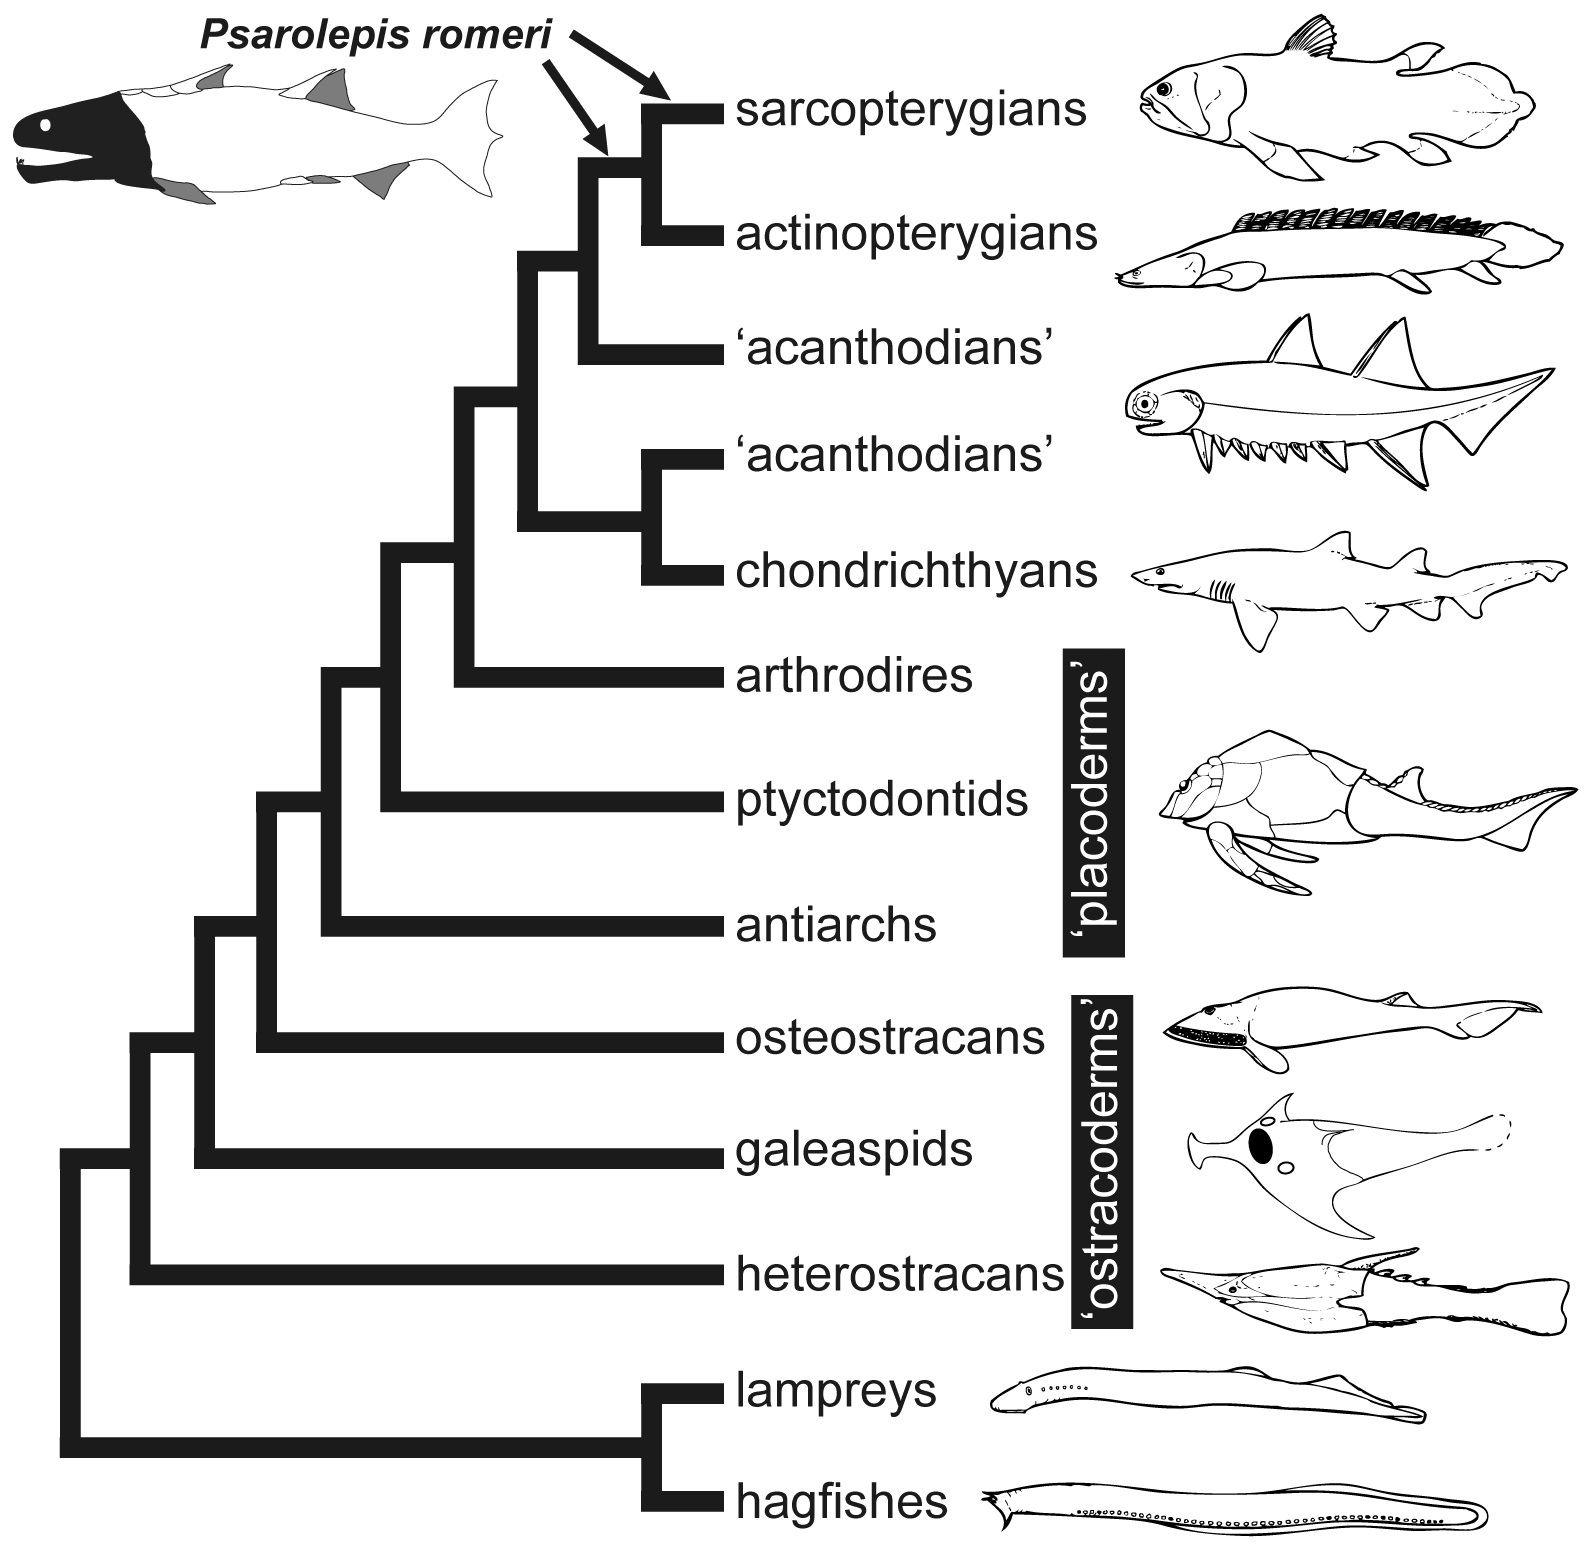 Psarolepis romeri
sarcopterygians
actinopterygians
‘acanthodians’
‘acanthodians’
chondrichthyans
arthrodires
ptyctodontids
antiarchs
‘placoderms’
osteostracans
galeaspids
heterostracans
‘ostracoderms’
lampreys
hagfishes